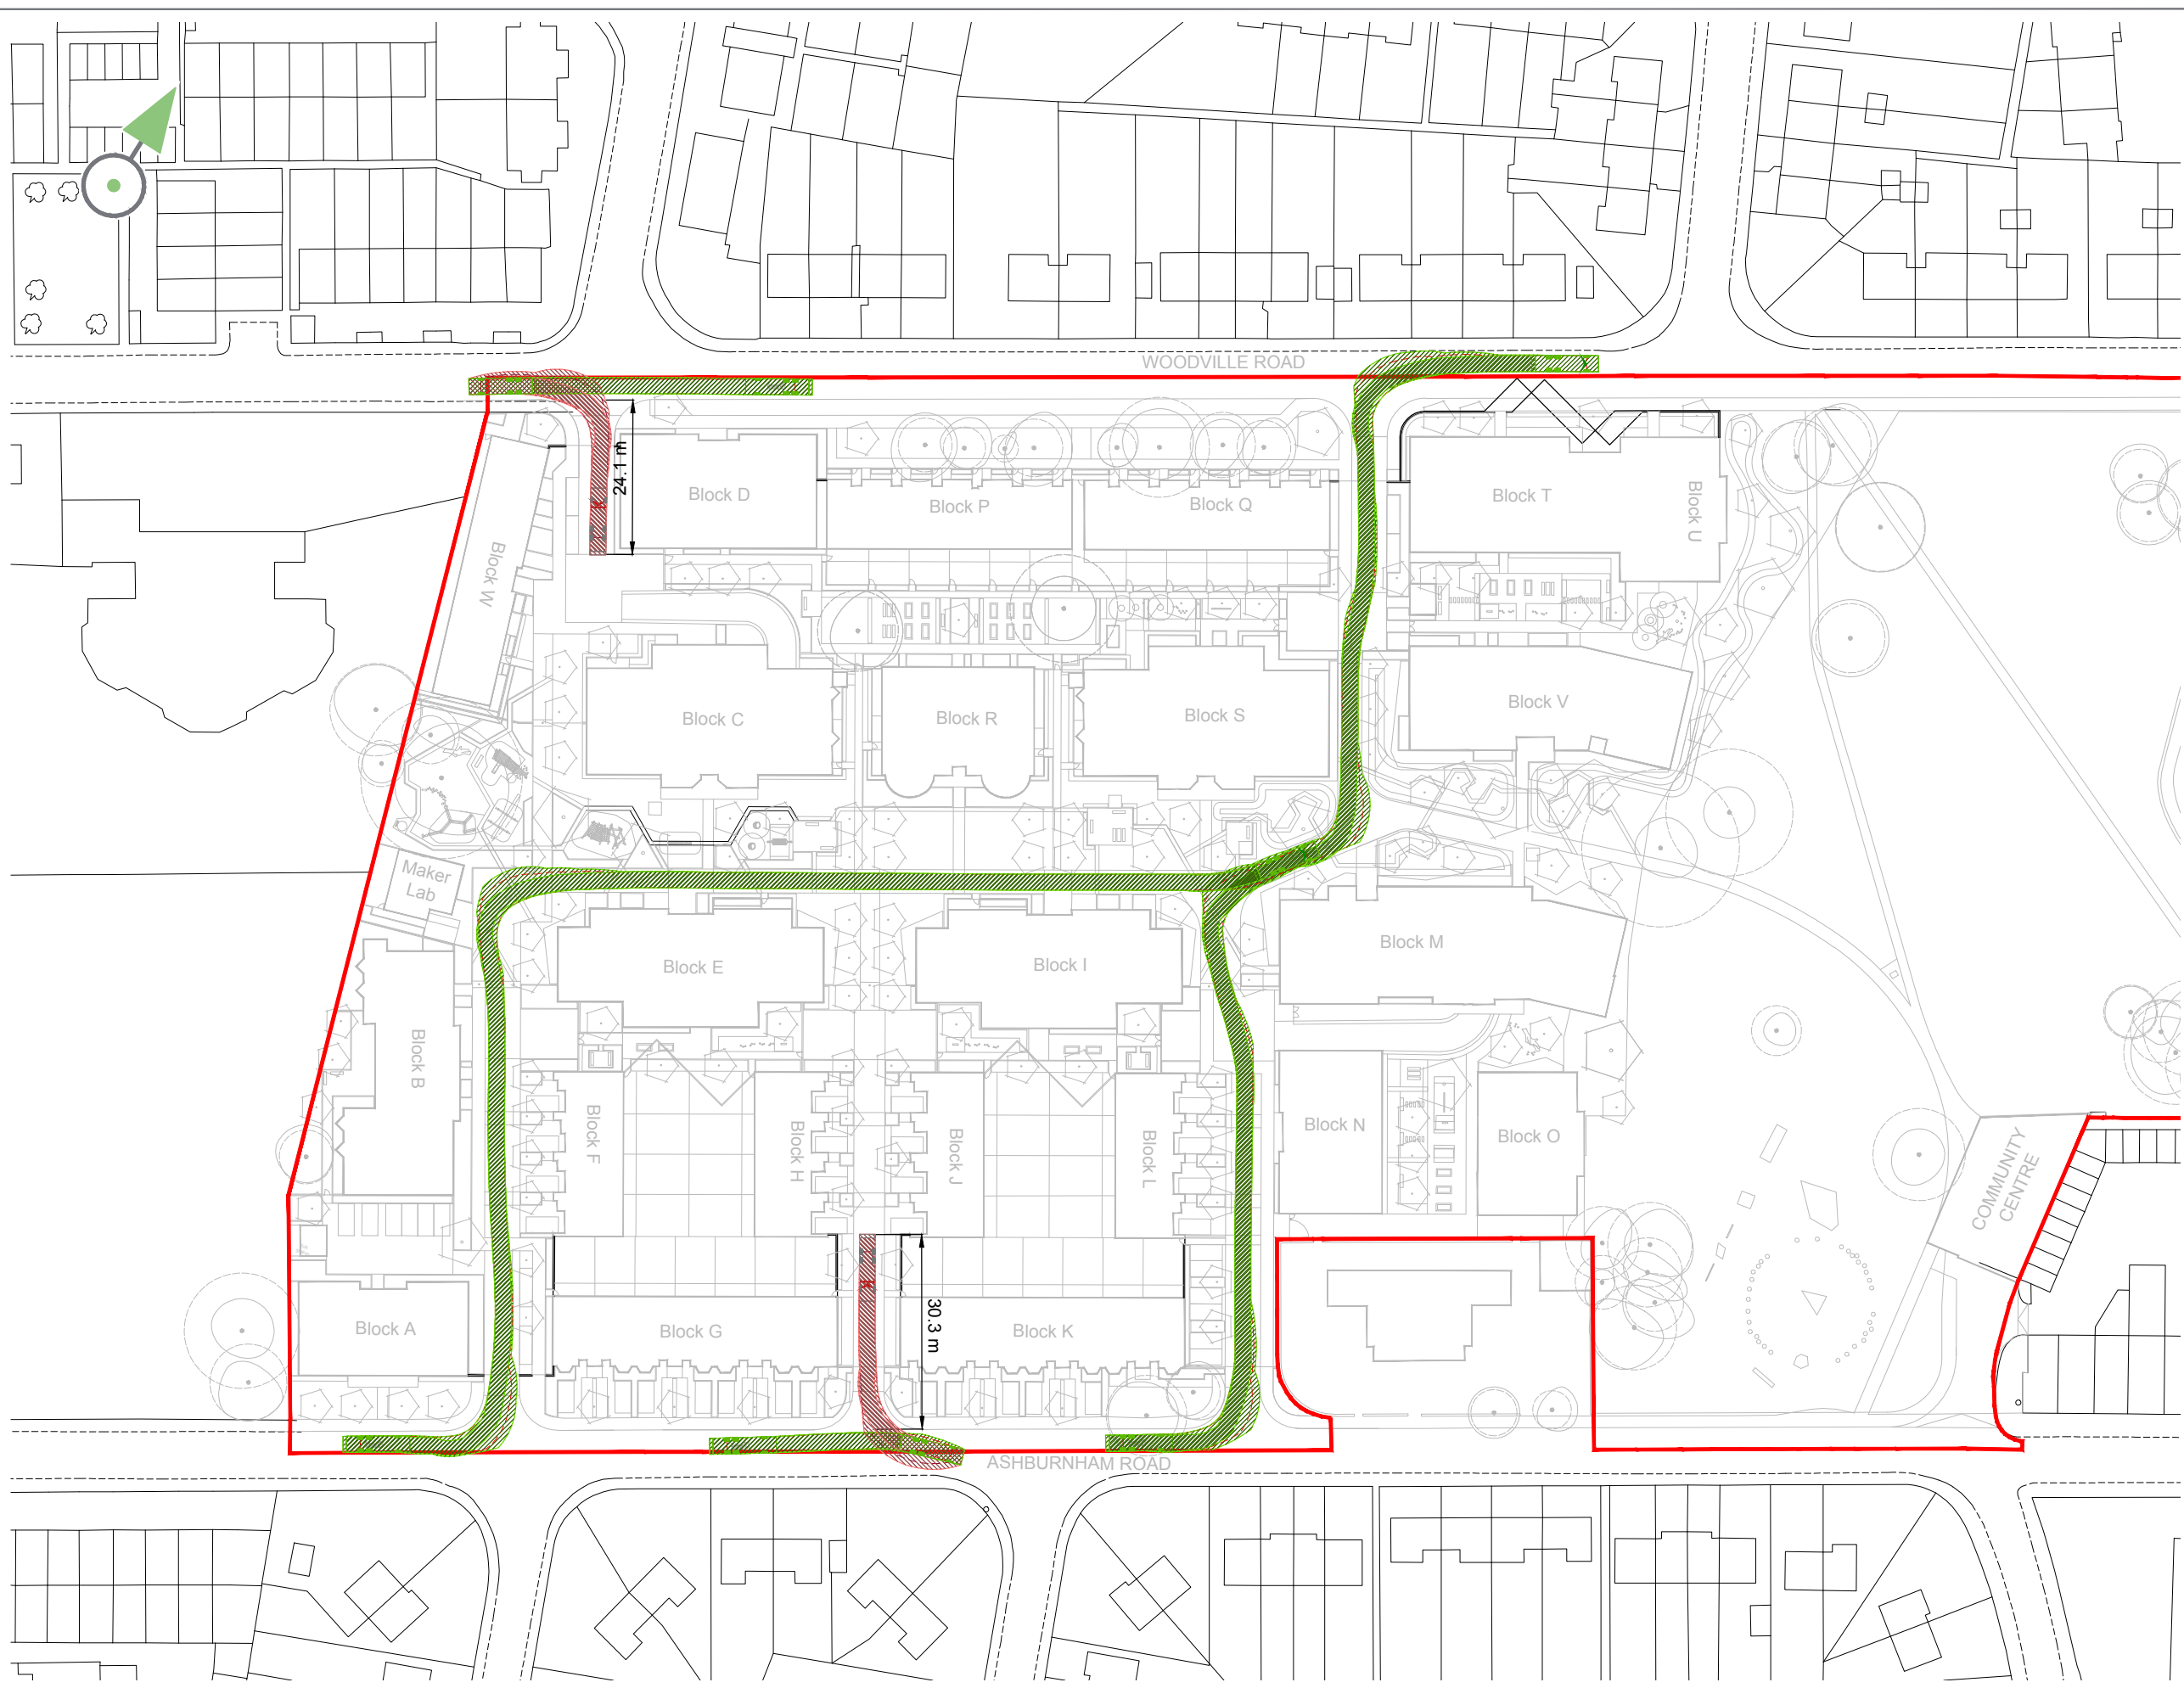 WOODVILLE ROAD
24.1 m
Block D
Block P
Block Q
Block T
Block U
Block W
Block C
Block R
Block S
Block V
Maker
Lab
Block E
Block I
Block M
Block B
Block F
Block H
Block J
Block L
Block N
Block O
COMMUNITY
CENTRE
30.3 m
Block A
Block G
Block K
ASHBURNHAM ROAD